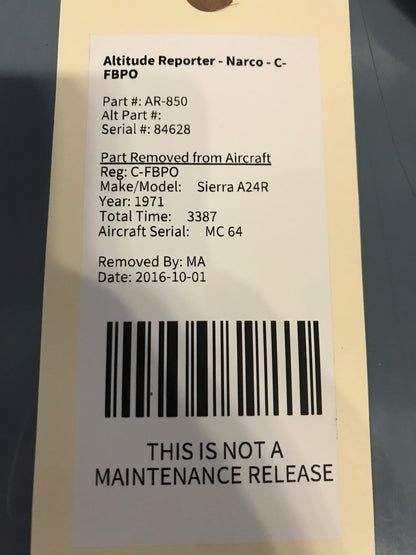 Altitude Reporter - Narco - C-
FBPO
Part #: AR-850
Alt Part #:
Serial #: 84628
Part Removed from Aircraft
Reg: C-FBPO
Make/Model: Sierra A24R
Year: 1971
Total Time: 3387
Aircraft Serial: MC 64
Removed By: MA
Date: 2016-10-01
THIS IS NOT A
MAINTENANCE RELEASE